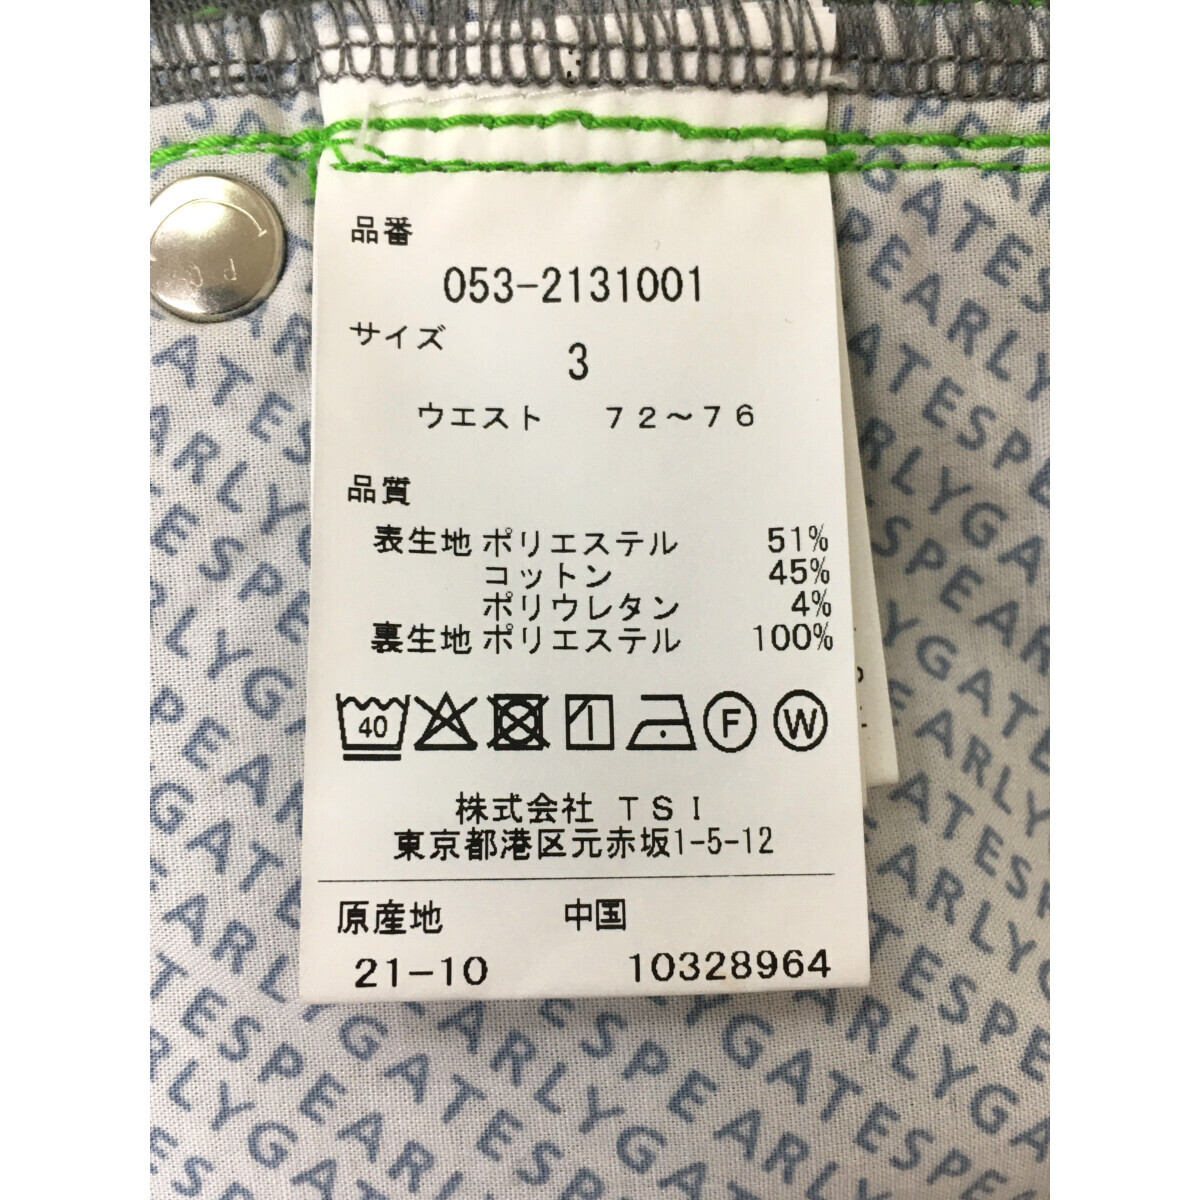 品番
053-2131001
サイズ
3
ウエスト 72～76
品質
表生地 ポリエステル 51%
コットン 45%
ポリウレタン 4%
裏生地 ポリエステル 100%
40 F W
株式会社 TSI
東京都港区元赤坂1-5-12
原産地 中国
21-10 10328964
PEARLYGATES